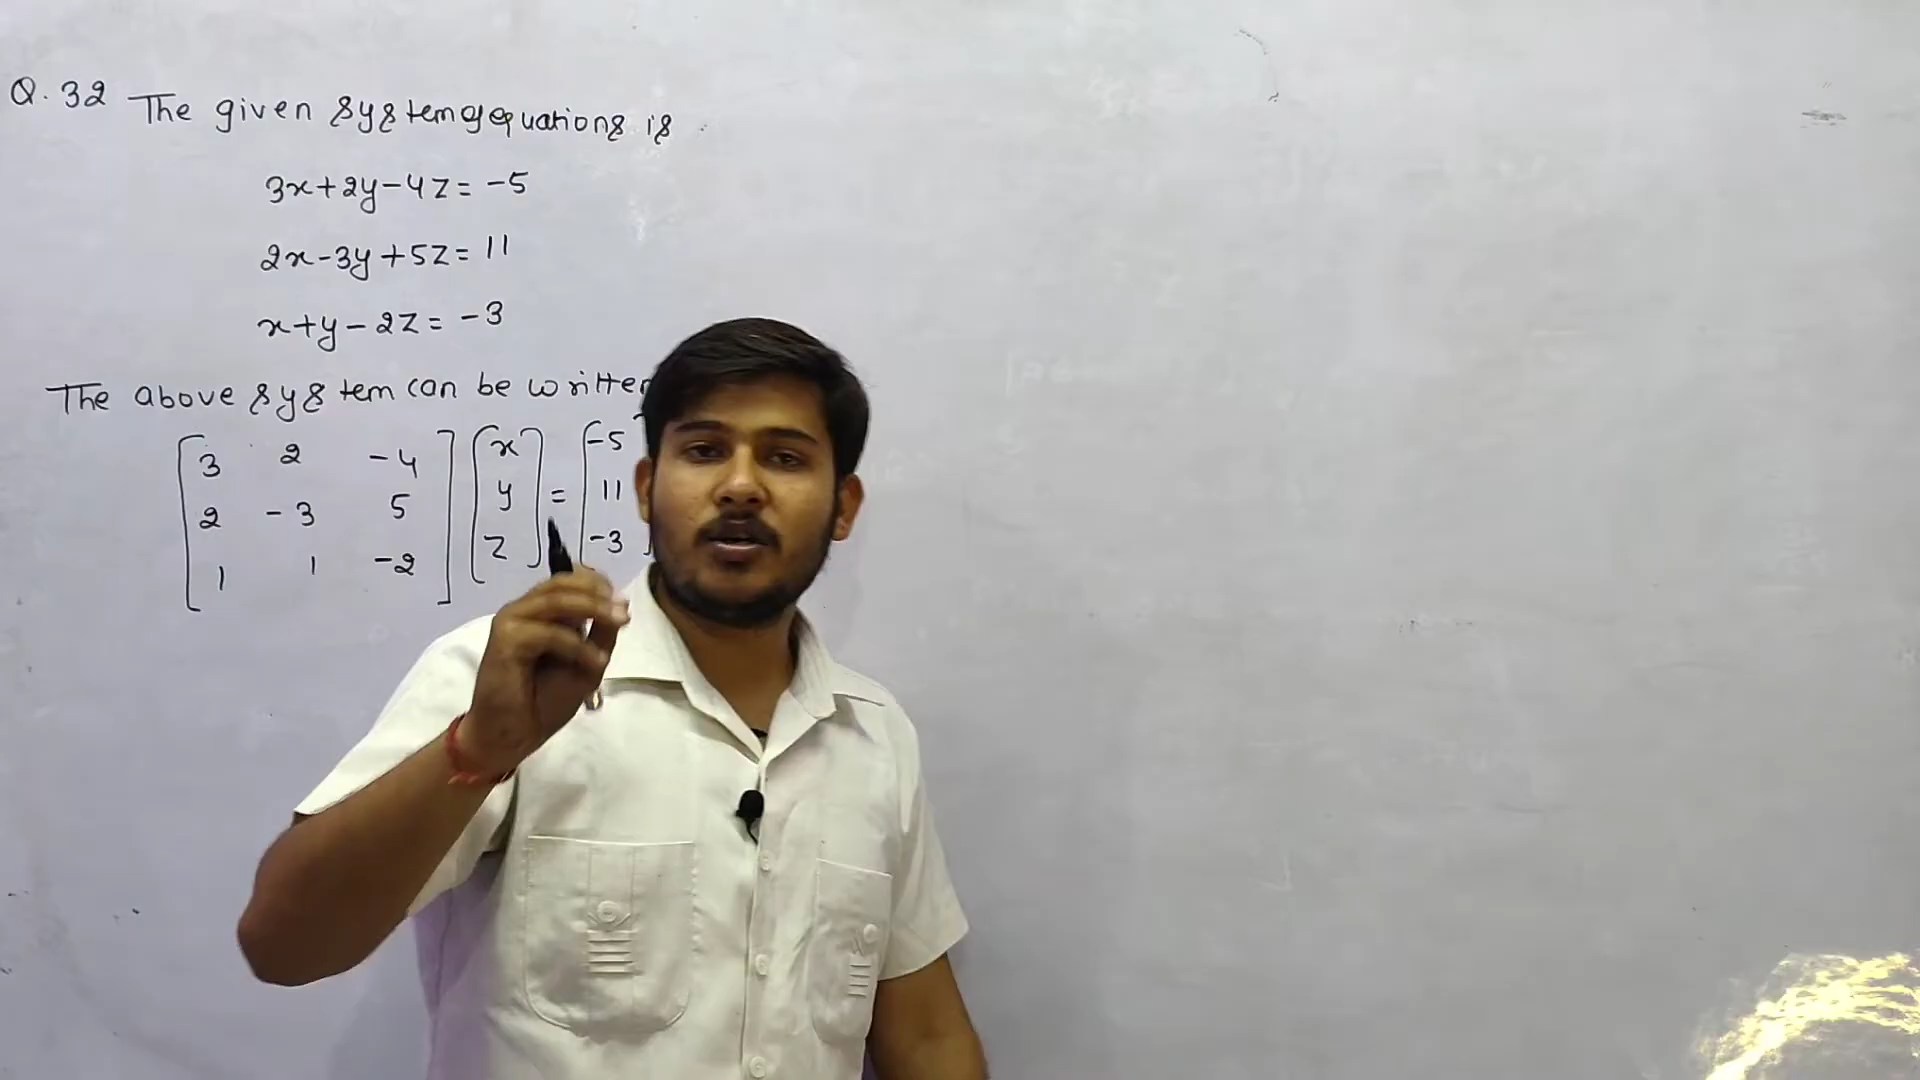 Q.32 The given system of equations is
3x+2y-4z=-5
2x-3y+5z=11
x+y-2z=-3
The above system can be written
[3 2 -4] [x] [-5
[2 -3 5] [y] = [11
[1 1 -2] [z] [-3